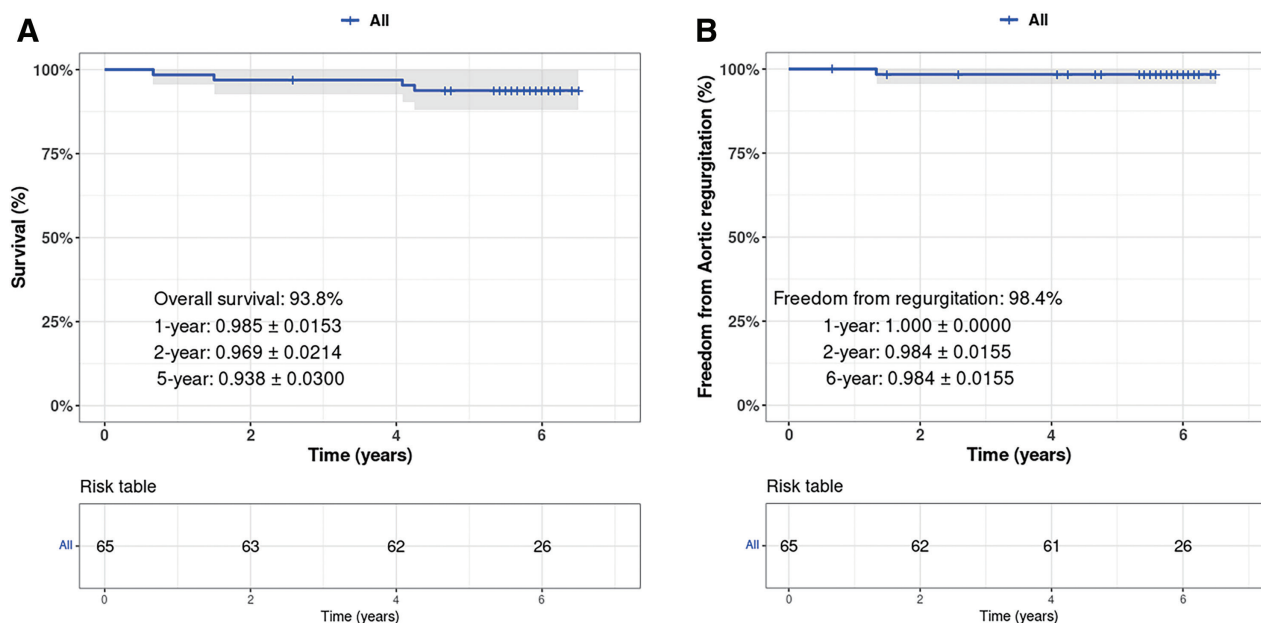 A
All
Survival (%)
100%
75%
50%
25%
0%
Overall survival: 93.8%
1-year: 0.985 ± 0.0153
2-year: 0.969 ± 0.0214
5-year: 0.938 ± 0.0300
0 2 4 6
Time (years)
Risk table
All 65 63 62 26
0 2 4 6
Time (years)
B
All
Freedom from Aortic regurgitation (%)
100%
75%
50%
25%
0%
Freedom from regurgitation: 98.4%
1-year: 1.000 ± 0.0000
2-year: 0.984 ± 0.0155
6-year: 0.984 ± 0.0155
0 2 4 6
Time (years)
Risk table
All 65 62 61 26
0 2 4 6
Time (years)